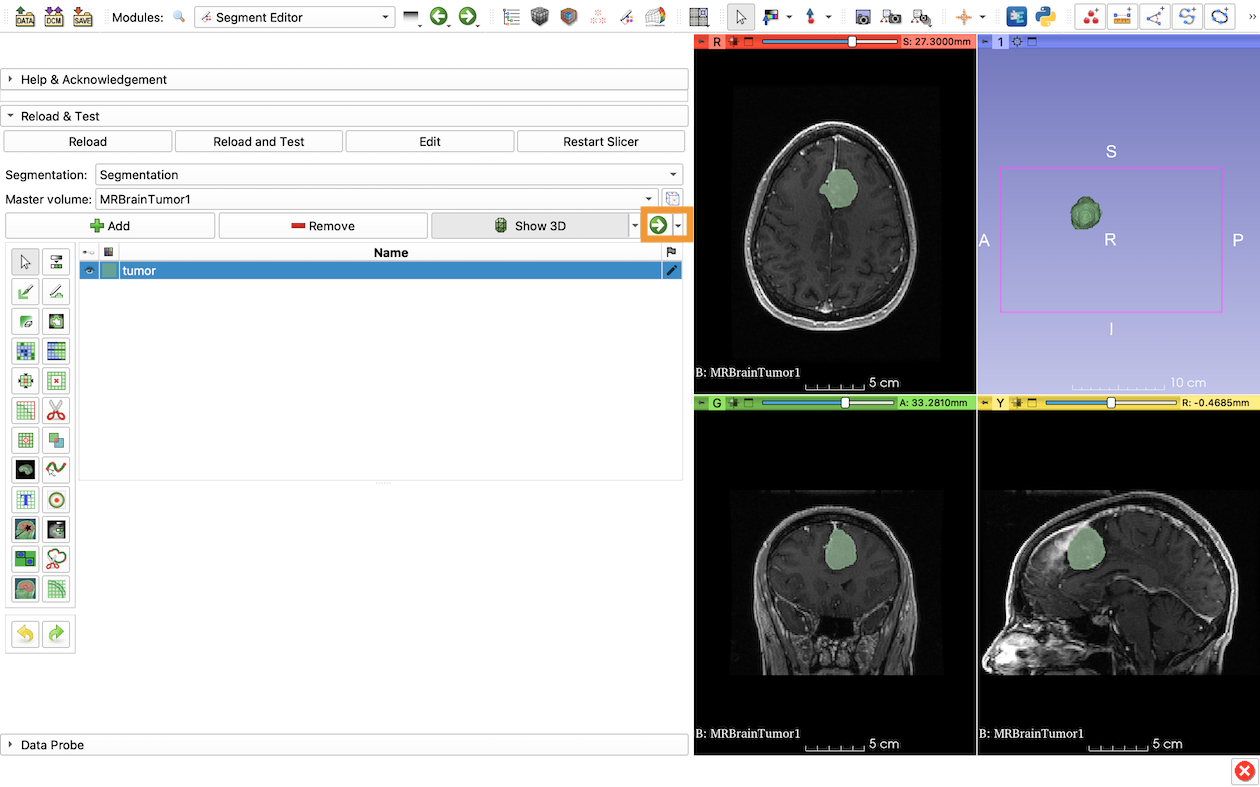 DATA DCM SAVE Modules: Segment Editor
Help & Acknowledgement
Reload & Test
Reload Reload and Test Edit Restart Slicer
Segmentation: Segmentation
Master volume: MRBrainTumor1
Add Remove Show 3D
Name
tumor
T
Data Probe
R S: 27.3000mm
B: MRBrainTumor1 5 cm
1
S
A R P
I
10 cm
G A: 33.2810mm
B: MRBrainTumor1 5 cm
Y R: -0.4685mm
B: MRBrainTumor1 5 cm